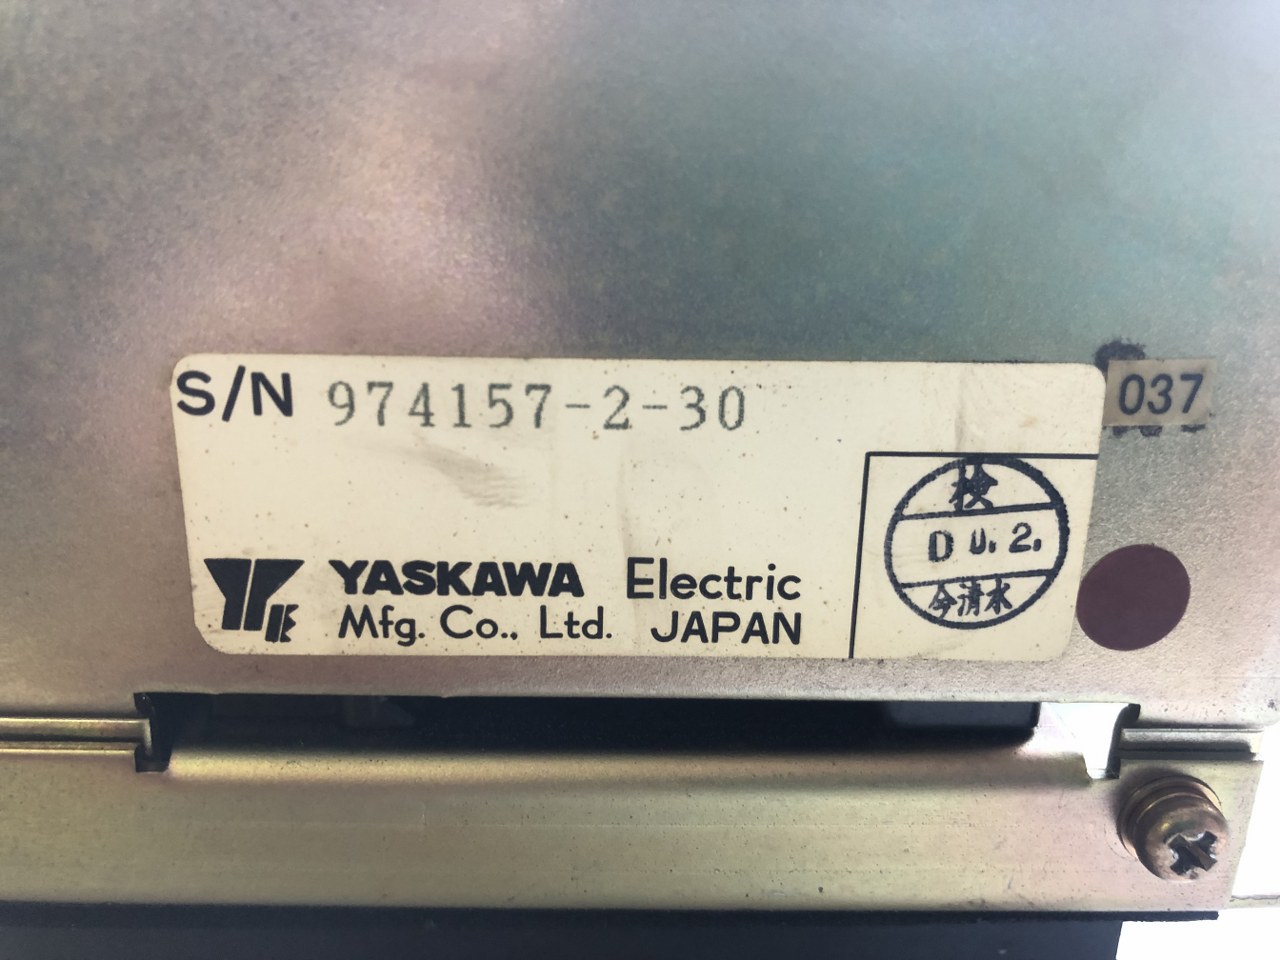 S/N 974157-2-30
037
検
D U. 2.
今清水
YASKAWA Electric
Mfg. Co., Ltd. JAPAN